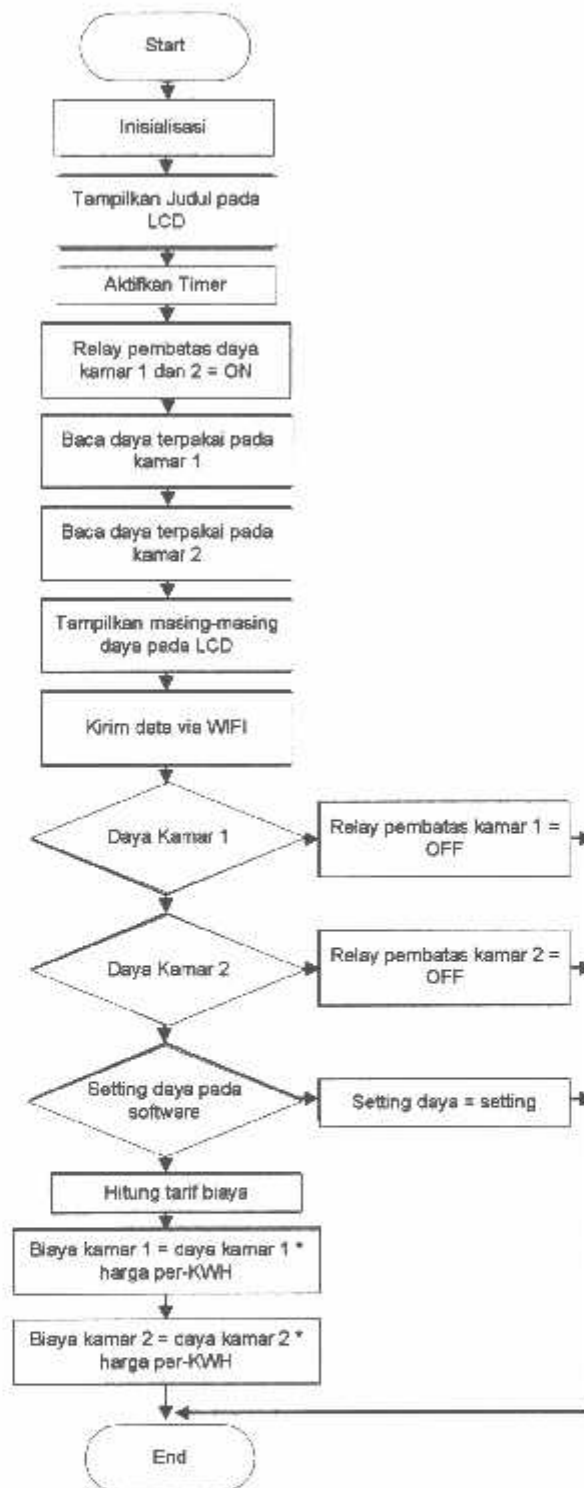 Start
Inisialisasi
Tampilkan Judul pada
LCD
Aktifkan Timer
Relay pembatas daya
kamar 1 dan 2 = ON
Baca daya terpakai pada
kamar 1
Baca daya terpakai pada
kamar 2
Tampilkan masing-masing
daya pada LCD
Kirim data via WIFI
Daya Kamar 1
Relay pembatas kamar 1 =
OFF
Daya Kamar 2
Relay pembatas kamar 2 =
OFF
Setting daya pada
software
Setting daya = setting
Hitung tarif biaya
Biaya kamar 1 = daya kamar 1 *
harga per-KWH
Biaya kamar 2 = daya kamar 2 *
harga per-KWH
End